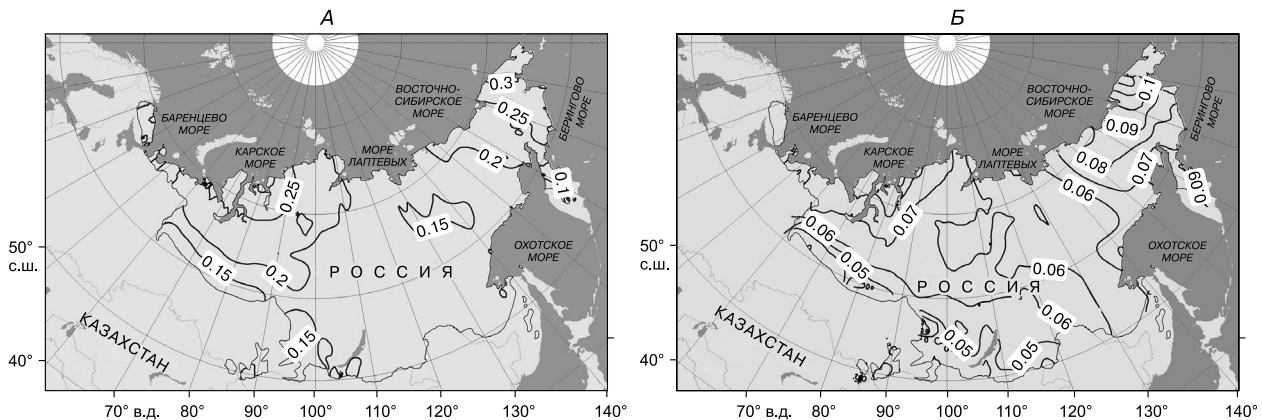 А
Б
0.3
ВОСТОЧНО-
СИБИРСКОЕ
МОРЕ
0.25
БЕРИНГОВО
МОРЕ
БАРЕНЦЕВО
МОРЕ
КАРСКОЕ
МОРЕ
МОРЕ
ЛАПТЕВЫХ
0.2
0.1
0.25
0.15
50°
с.ш.
0.15
0.2
РОССИЯ
ОХОТСКОЕ
МОРЕ
КАЗАХСТАН
0.15
40°
70° в.д.
80°
90°
100°
110°
120°
130°
140°
0.1
ВОСТОЧНО-
СИБИРСКОЕ
МОРЕ
0.09
БЕРИНГОВО
МОРЕ
БАРЕНЦЕВО
МОРЕ
КАРСКОЕ
МОРЕ
МОРЕ
ЛАПТЕВЫХ
0.08
0.07
0.06
0.09
0.07
50°
с.ш.
0.06
0.05
0.06
РОССИЯ
ОХОТСКОЕ
МОРЕ
0.06
КАЗАХСТАН
0.05
0.05
40°
70° в.д.
80°
90°
100°
110°
120°
130°
140°